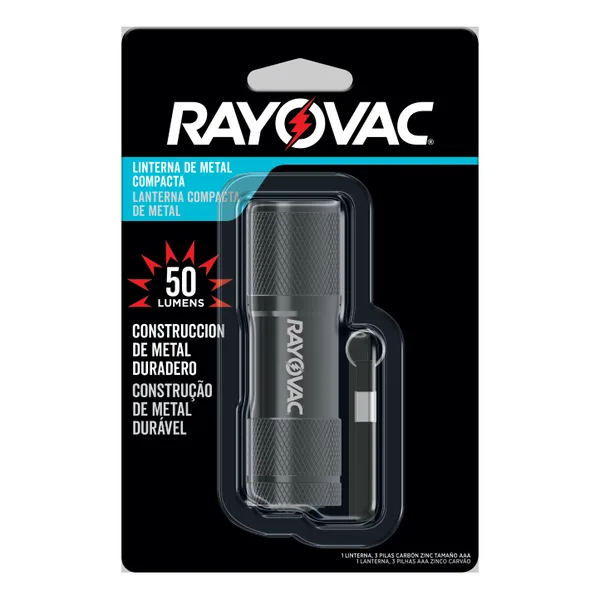 RAYOVAC®
LINTERNA DE METAL
COMPACTA
LANTERNA COMPACTA
DE METAL
50
LUMENS
CONSTRUCCION
DE METAL
DURADERO
CONSTRUÇÃO
DE METAL
DURÁVEL
RAYOVAC
1 LINTERNA, 3 PILAS CARBÓN ZINC TAMAÑO AAA
1 LANTERNA, 3 PILHAS AAA ZINCO CARVÃO